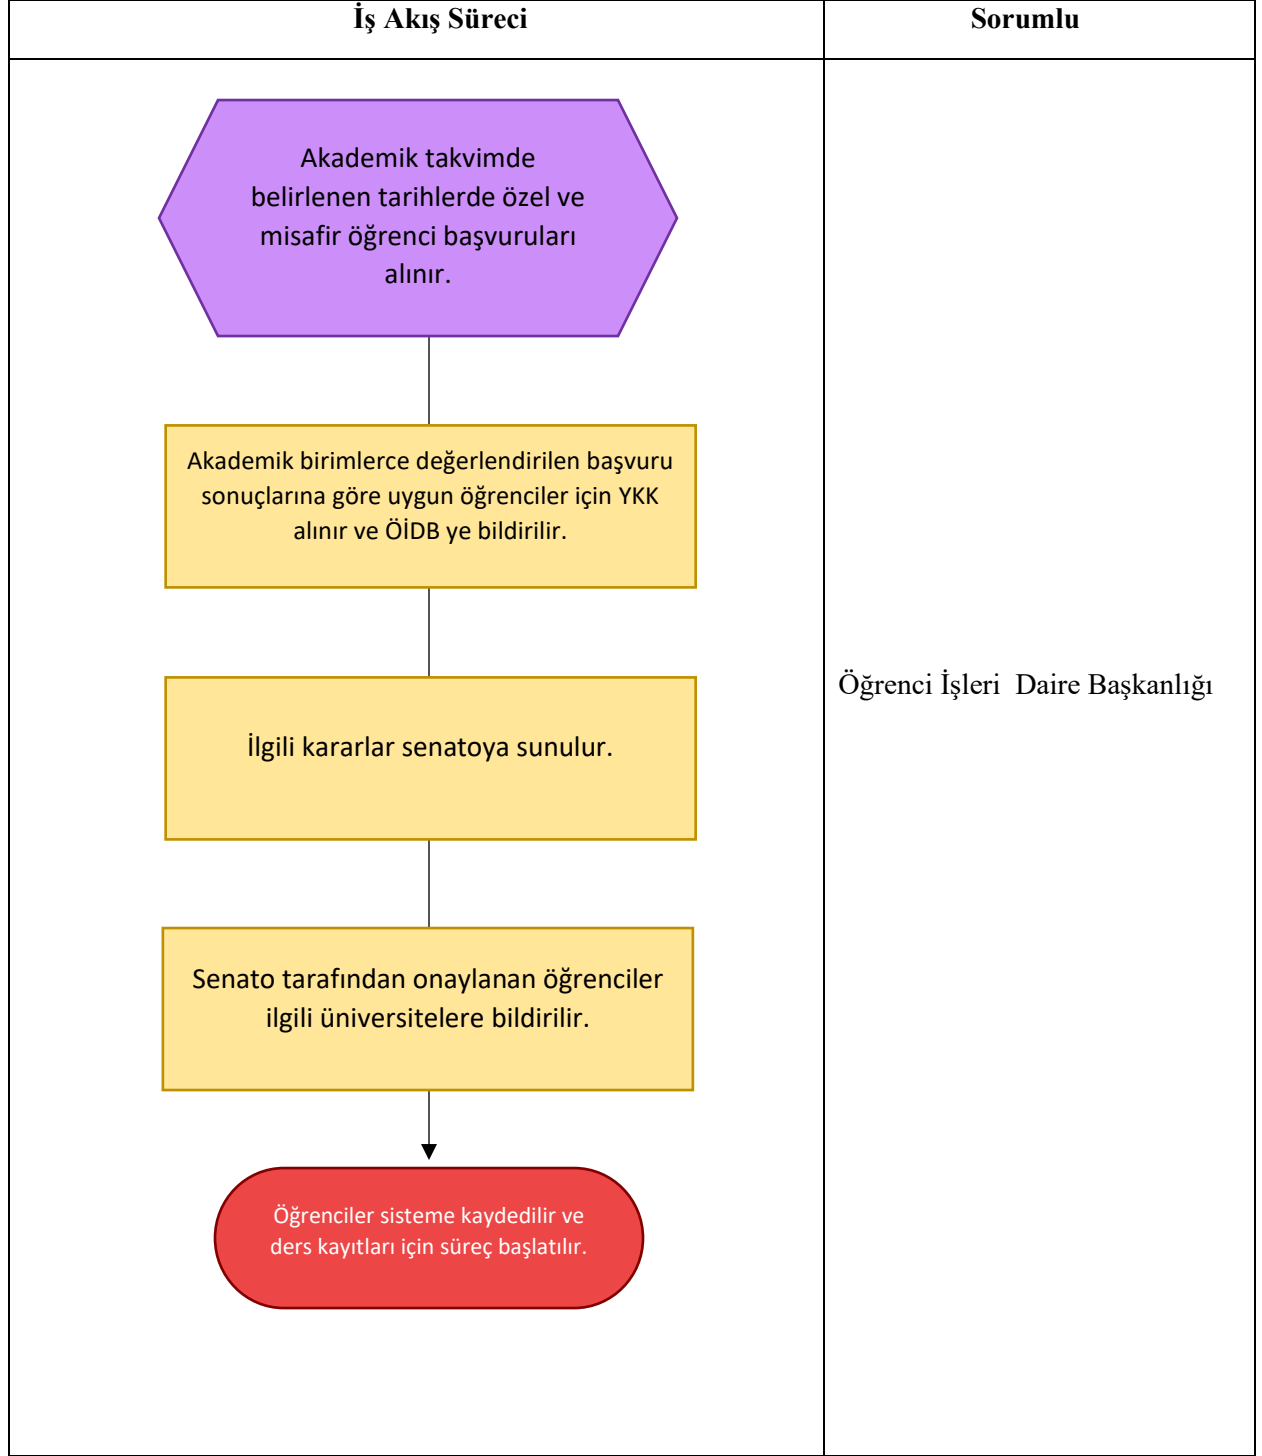 İş Akış Süreci
Sorumlu
Akademik takvimde
belirlenen tarihlerde özel ve
misafir öğrenci başvuruları
alınır.
Akademik birimlerce değerlendirilen başvuru
sonuçlarına göre uygun öğrenciler için YKK
alınır ve ÖİDB ye bildirilir.
İlgili kararlar senatoya sunulur.
Senato tarafından onaylanan öğrenciler
ilgili üniversitelere bildirilir.
Öğrenciler sisteme kaydedilir ve
ders kayıtları için süreç başlatılır.
Öğrenci İşleri  Daire Başkanlığı